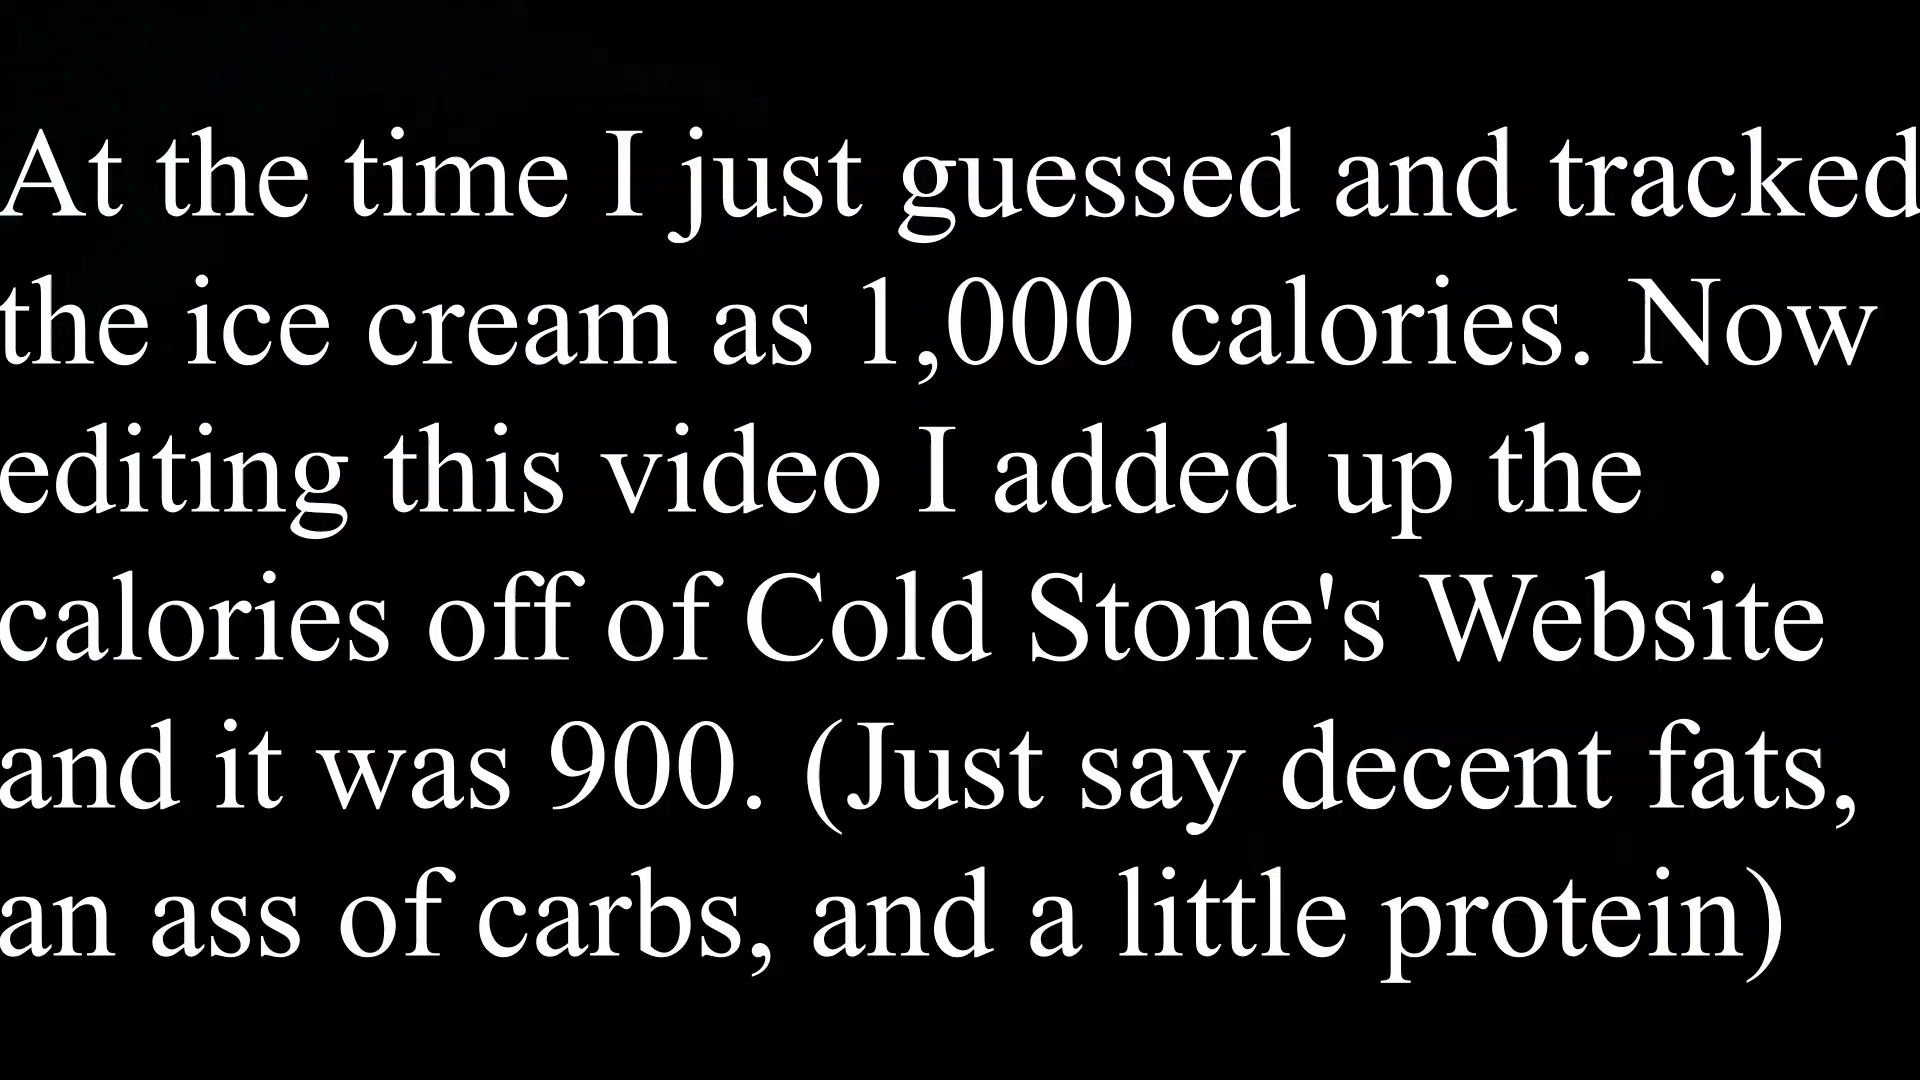 At the time I just guessed and tracked
the ice cream as 1,000 calories. Now
editing this video I added up the
calories off of Cold Stone's Website
and it was 900. (Just say decent fats,
an ass of carbs, and a little protein)